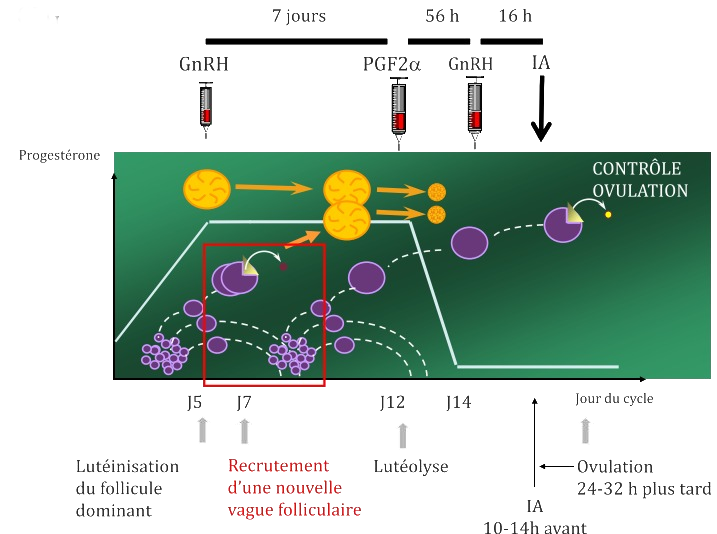 7 jours
56 h
16 h
GnRH
PGF2α
GnRH
IA
Progestérone
CONTRÔLE
OVULATION
J5
J7
J12
J14
Jour du cycle
Lutéinisation
du follicule
dominant
Recrutement
d’une nouvelle
vague folliculaire
Lutéolyse
Ovulation
24-32 h plus tard
IA
10-14h avant